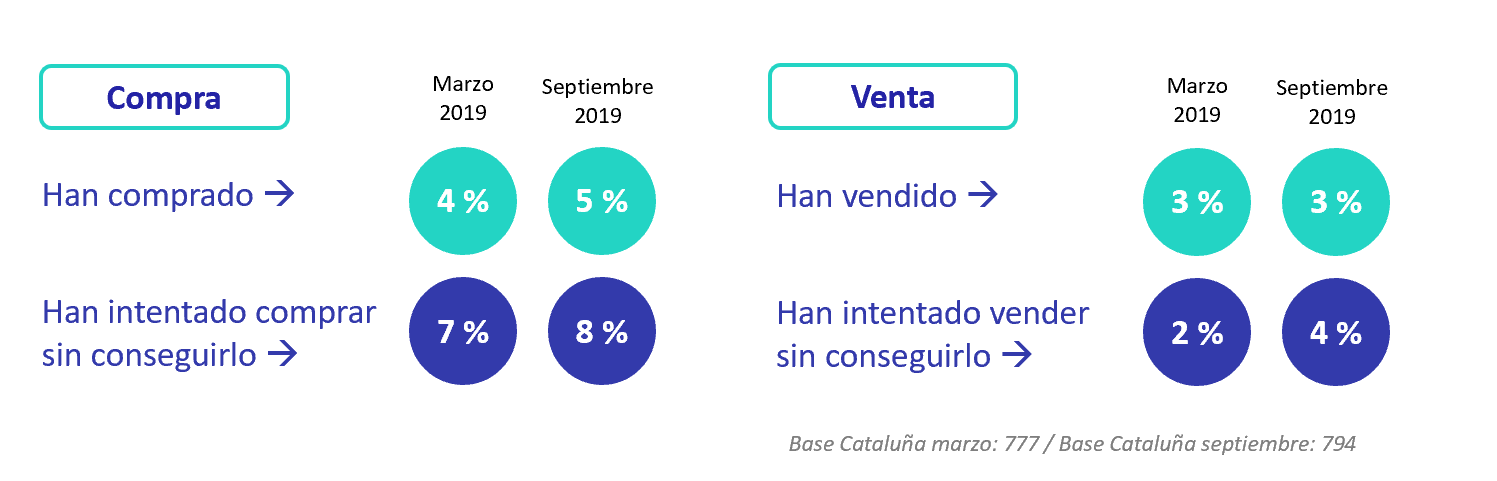 Compra
Marzo
2019
Septiembre
2019
Han comprado →
4 %
5 %
Han intentado comprar
sin conseguirlo →
7 %
8 %
Venta
Marzo
2019
Septiembre
2019
Han vendido →
3 %
3 %
Han intentado vender
sin conseguirlo →
2 %
4 %
Base Cataluña marzo: 777 / Base Cataluña septiembre: 794